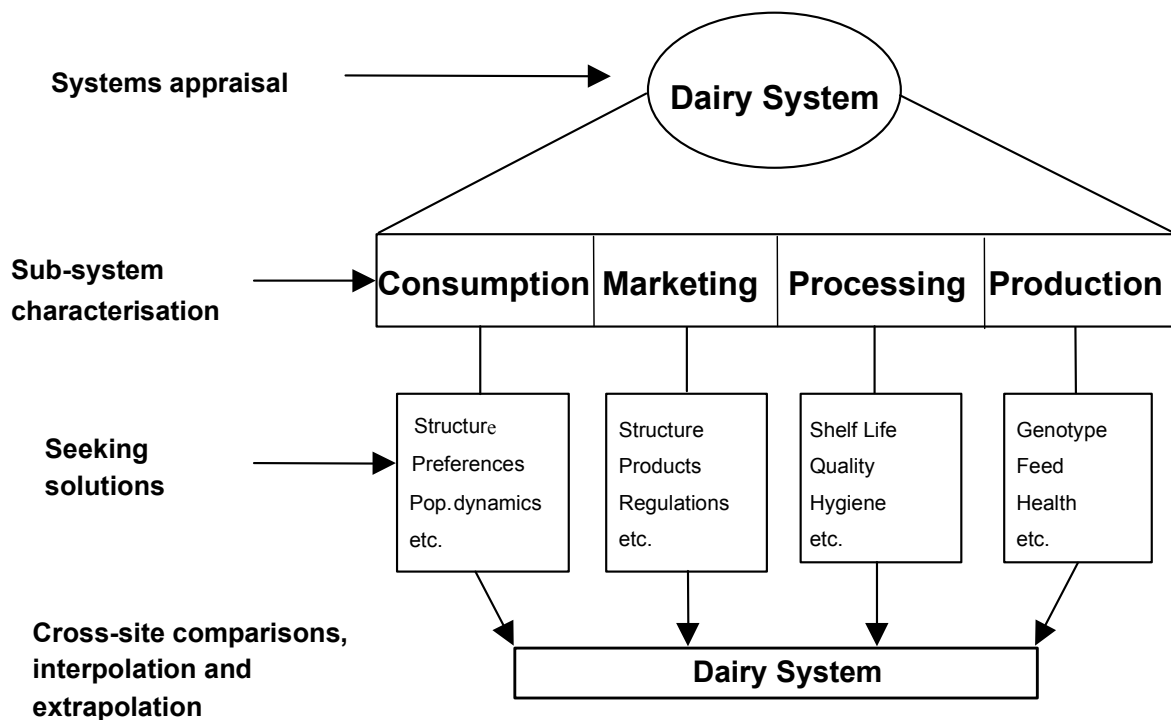 Systems appraisal
Dairy System
Sub-system
characterisation
Consumption Marketing Processing Production
Seeking
solutions
Structure
Preferences
Pop.dynamics
etc.
Structure
Products
Regulations
etc.
Shelf Life
Quality
Hygiene
etc.
Genotype
Feed
Health
etc.
Cross-site comparisons,
interpolation and
extrapolation
Dairy System